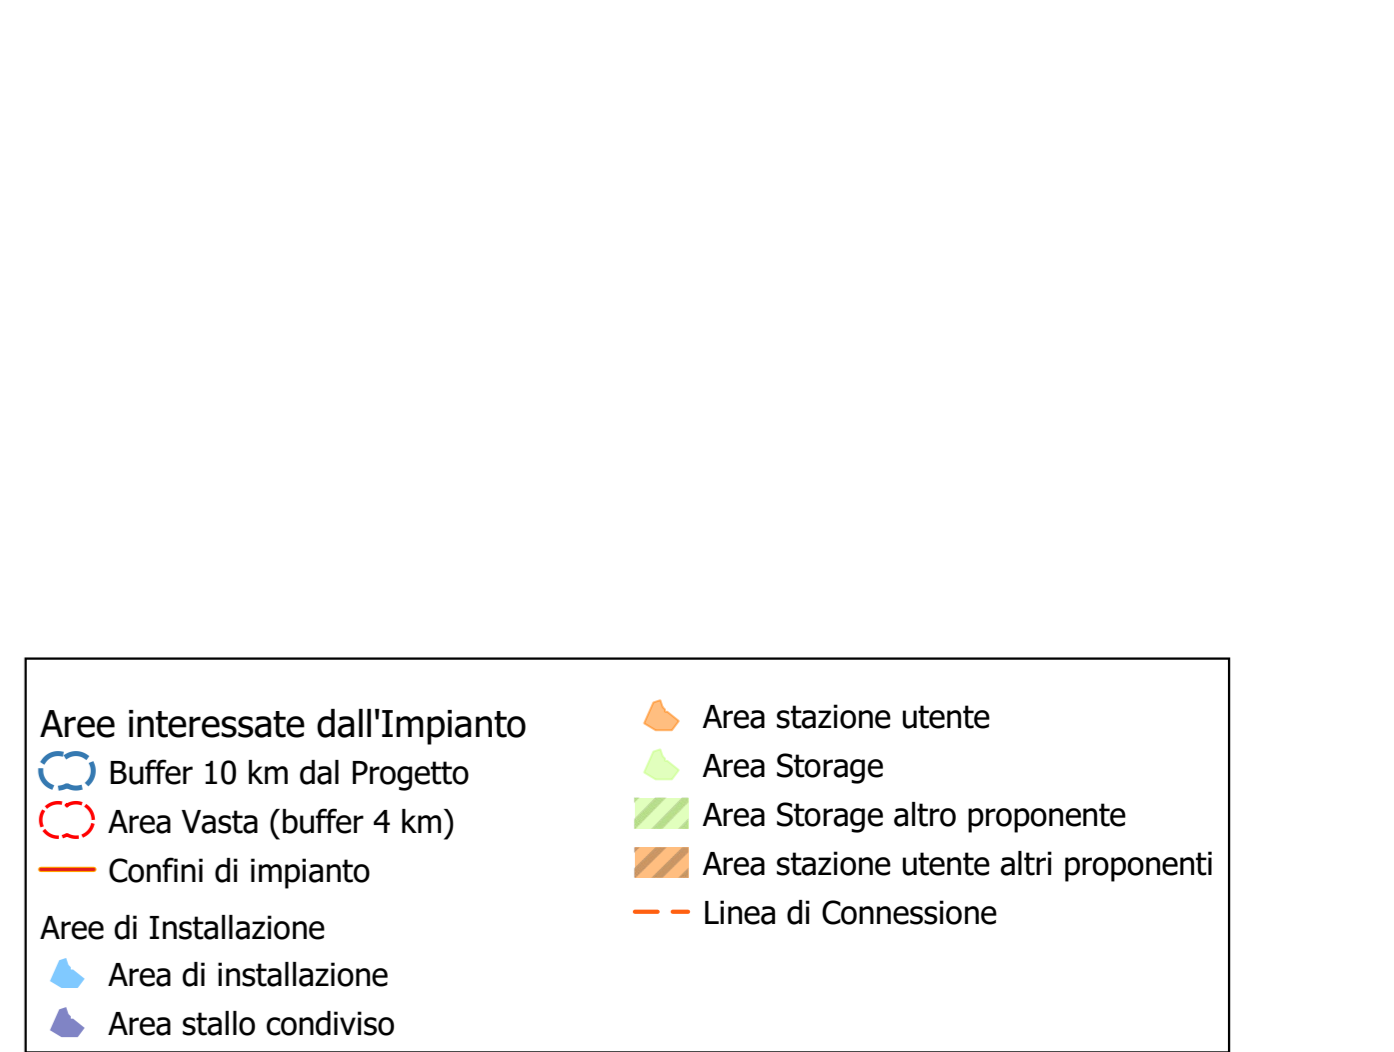 Aree interessate dall'Impianto
Buffer 10 km dal Progetto
Area Vasta (buffer 4 km)
Confini di impianto
Aree di Installazione
Area di installazione
Area stallo condiviso
Area stazione utente
Area Storage
Area Storage altro proponente
Area stazione utente altri proponenti
Linea di Connessione